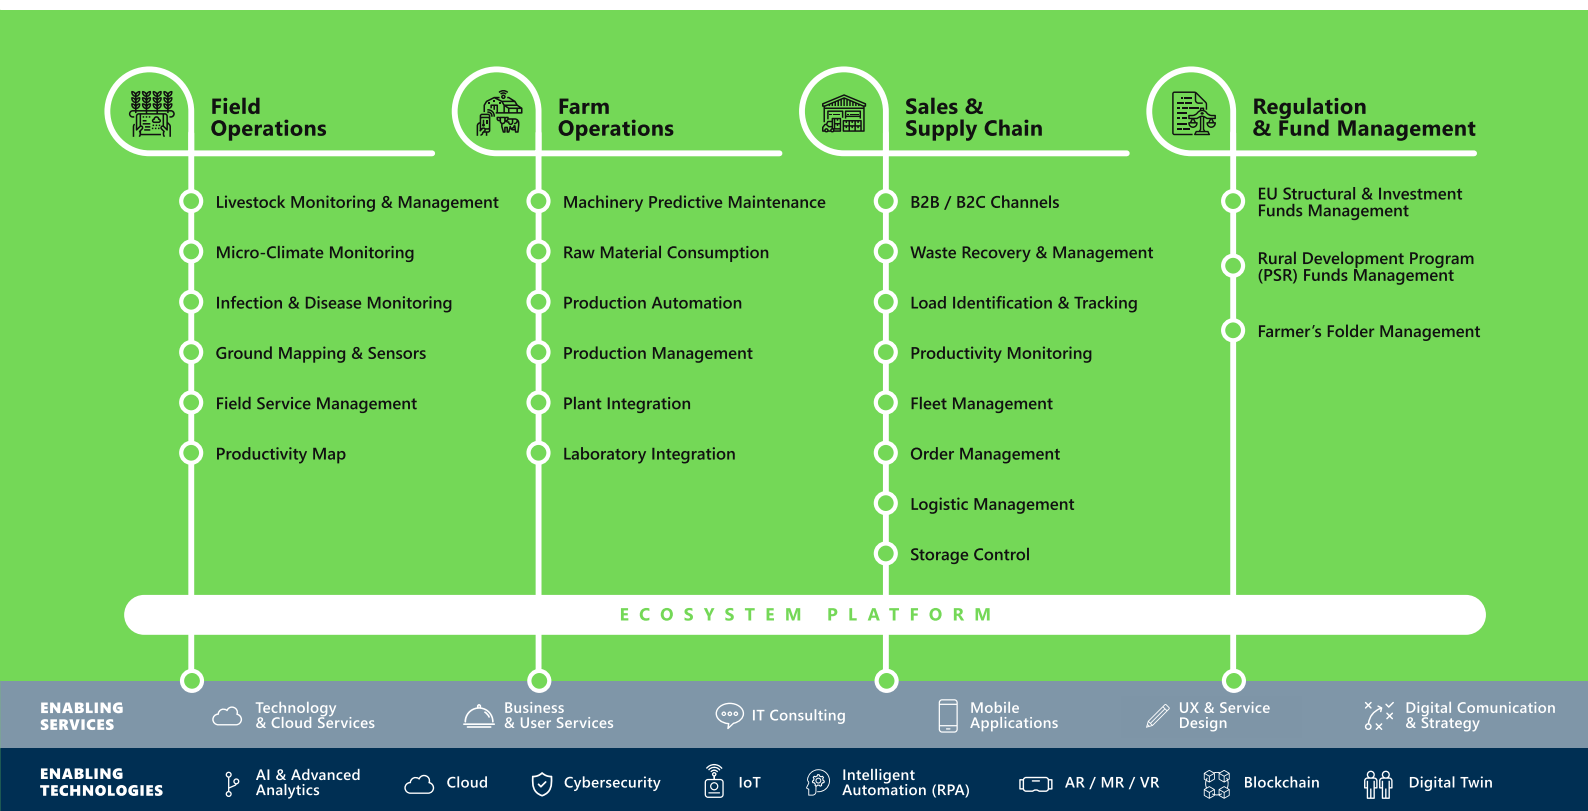 Field
Operations
Livestock Monitoring & Management
Micro-Climate Monitoring
Infection & Disease Monitoring
Ground Mapping & Sensors
Field Service Management
Productivity Map
Farm
Operations
Machinery Predictive Maintenance
Raw Material Consumption
Production Automation
Production Management
Plant Integration
Laboratory Integration
Sales &
Supply Chain
B2B / B2C Channels
Waste Recovery & Management
Load Identification & Tracking
Productivity Monitoring
Fleet Management
Order Management
Logistic Management
Storage Control
Regulation
& Fund Management
EU Structural & Investment
Funds Management
Rural Development Program
(PSR) Funds Management
Farmer’s Folder Management
ECOSYSTEM PLATFORM
ENABLING
SERVICES
Technology
& Cloud Services
Business
& User Services
IT Consulting
Mobile
Applications
UX & Service
Design
Digital Comunication
& Strategy
ENABLING
TECHNOLOGIES
AI & Advanced
Analytics
Cloud
Cybersecurity
IoT
Intelligent
Automation (RPA)
AR / MR / VR
Blockchain
Digital Twin